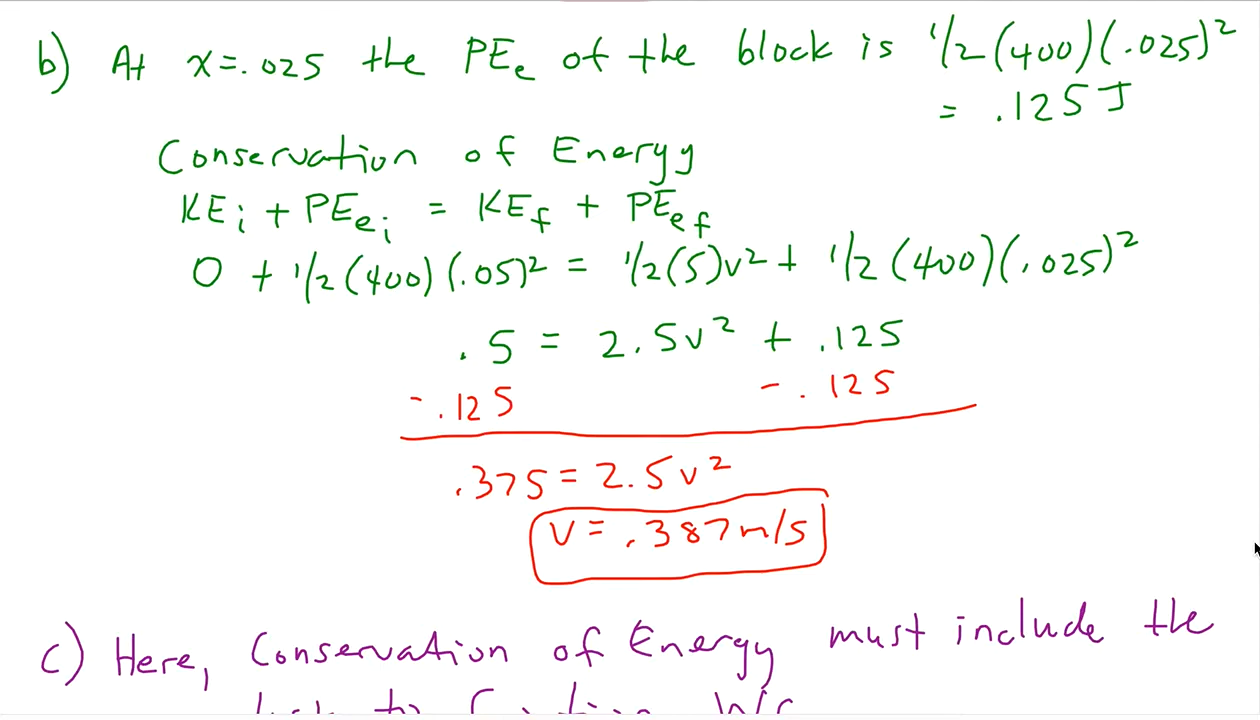 b) At x=.025 the PEe of the block is 1/2(400)(.025)²
= .125 J
Conservation of Energy
KEi + PEei = KEf + PEef
0 + 1/2(400)(.05)² = 1/2(5)v² + 1/2(400)(.025)²
.5 = 2.5v² + .125
-.125 -.125
.375 = 2.5v²
v = .387m/s
c) Here, Conservation of Energy must include the